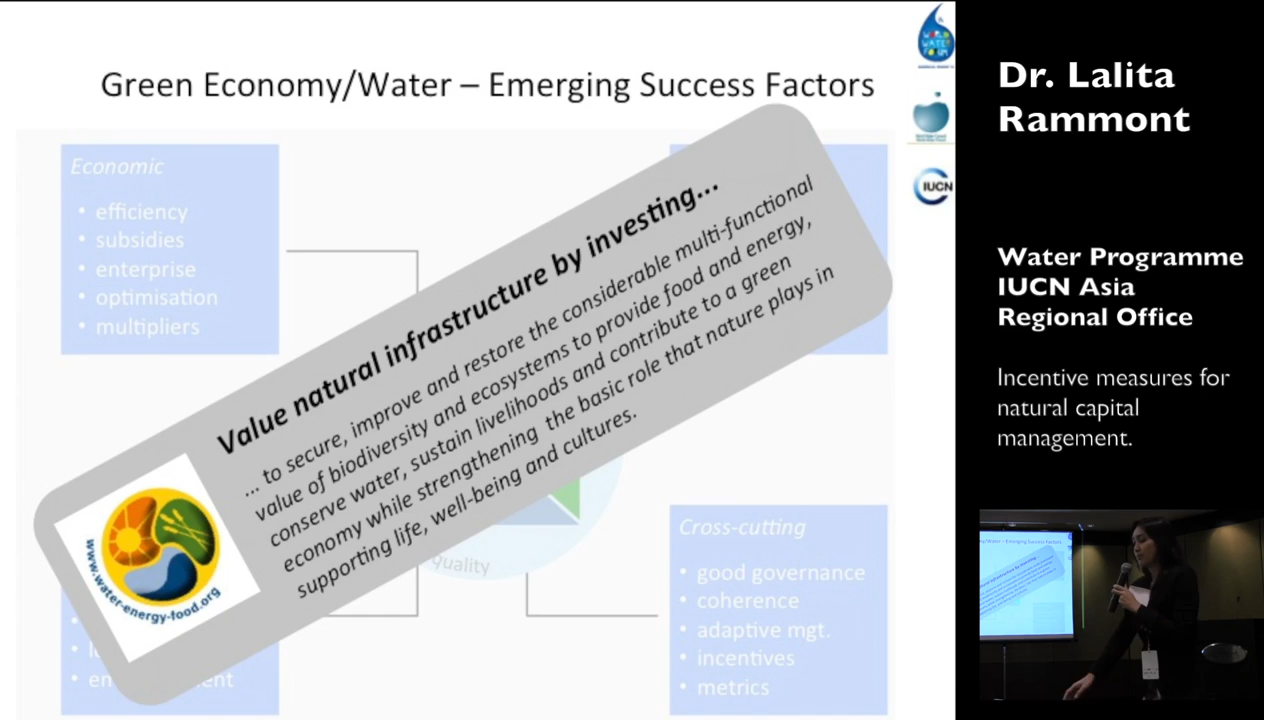 Green Economy/Water – Emerging Success Factors
Economic
• efficiency
• subsidies
• enterprise
• optimisation
• multipliers
Value natural infrastructure by investing...
... to secure, improve and restore the considerable multi-functional
value of biodiversity and ecosystems to provide food and energy,
conserve water, sustain livelihoods and contribute to a green
economy while strengthening the basic role that nature plays in
supporting life, well-being and cultures.
www.water-energy-food.org
quality
Cross-cutting
• good governance
• coherence
• adaptive mgt.
• incentives
• metrics
WORLD
WATER
FORUM
IUCN
Dr. Lalita
Rammont
Water Programme
IUCN Asia
Regional Office
Incentive measures for
natural capital
management.